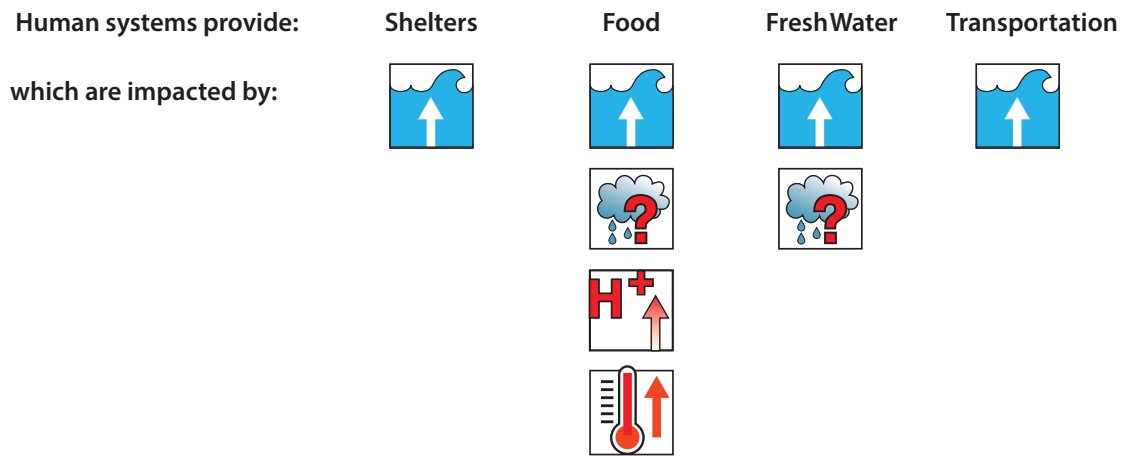 Human systems provide: Shelters Food Fresh Water Transportation
which are impacted by:
? ?
H+